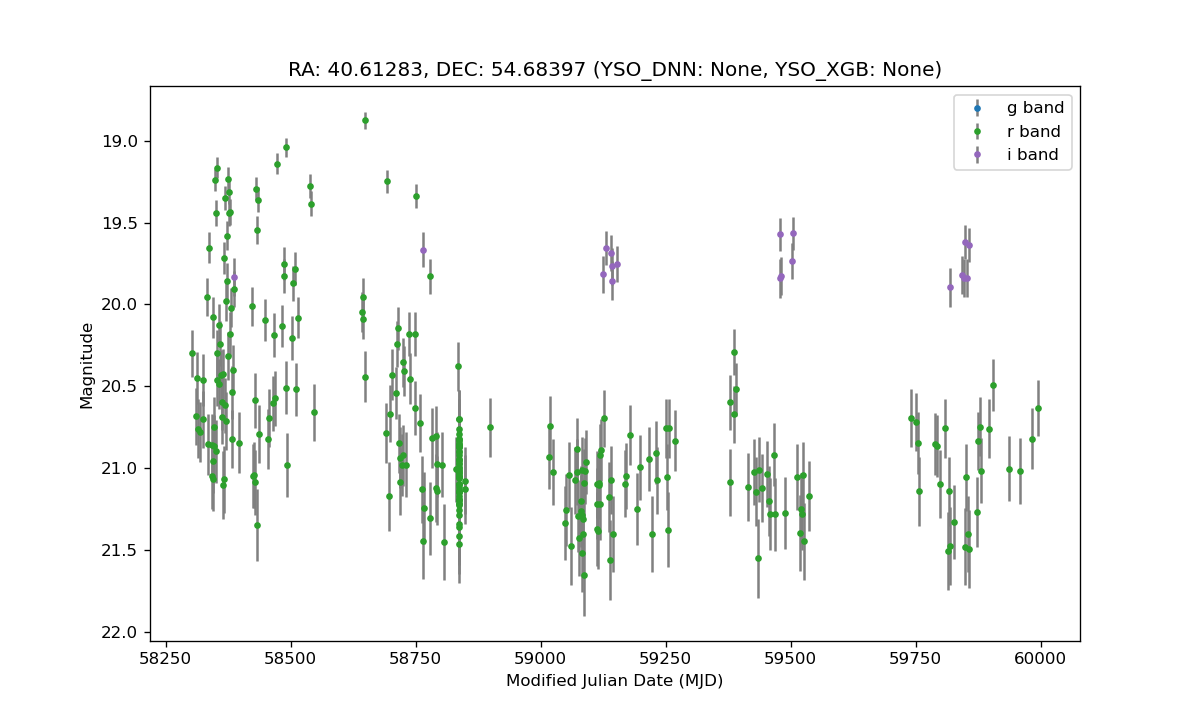 RA: 40.61283, DEC: 54.68397 (YSO_DNN: None, YSO_XGB: None)
g band
r band
i band
19.0
19.5
20.0
20.5
21.0
21.5
22.0
Magnitude
58250
58500
58750
59000
59250
59500
59750
60000
Modified Julian Date (MJD)